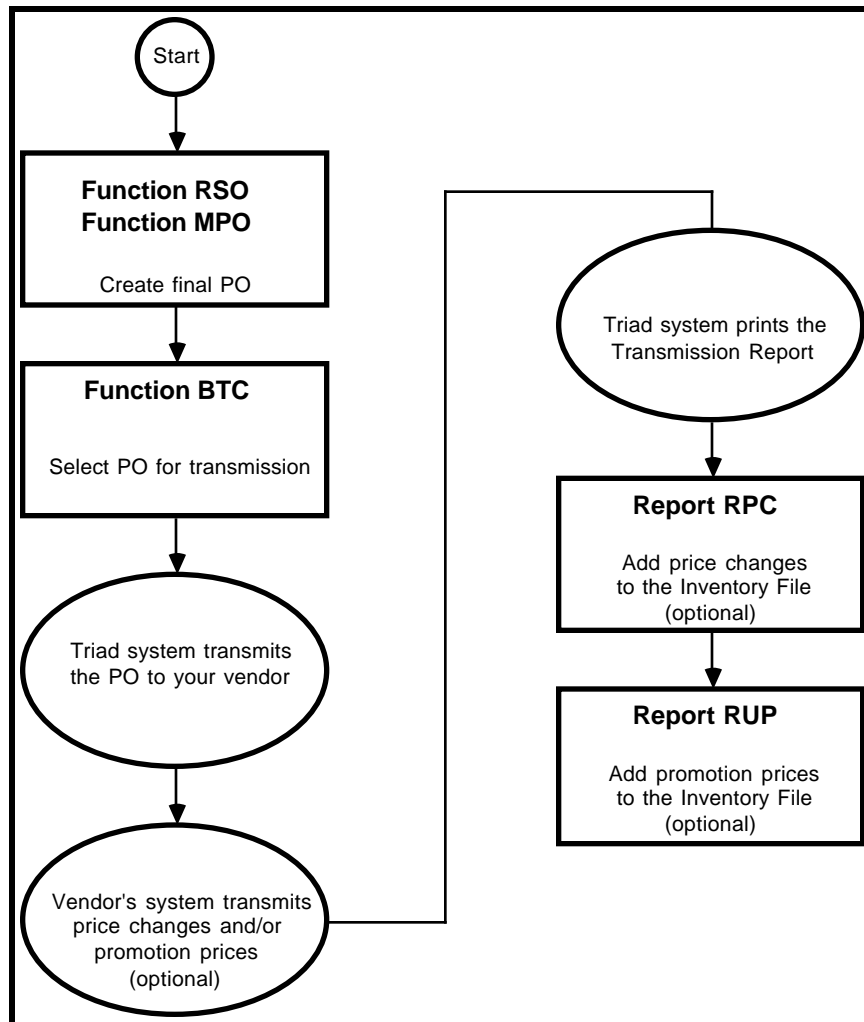 Start
Function RSO
Function MPO
Create final PO
Function BTC
Select PO for transmission
Triad system transmits
the PO to your vendor
Vendor's system transmits
price changes and/or
promotion prices
(optional)
Triad system prints the
Transmission Report
Report RPC
Add price changes
to the Inventory File
(optional)
Report RUP
Add promotion prices
to the Inventory File
(optional)